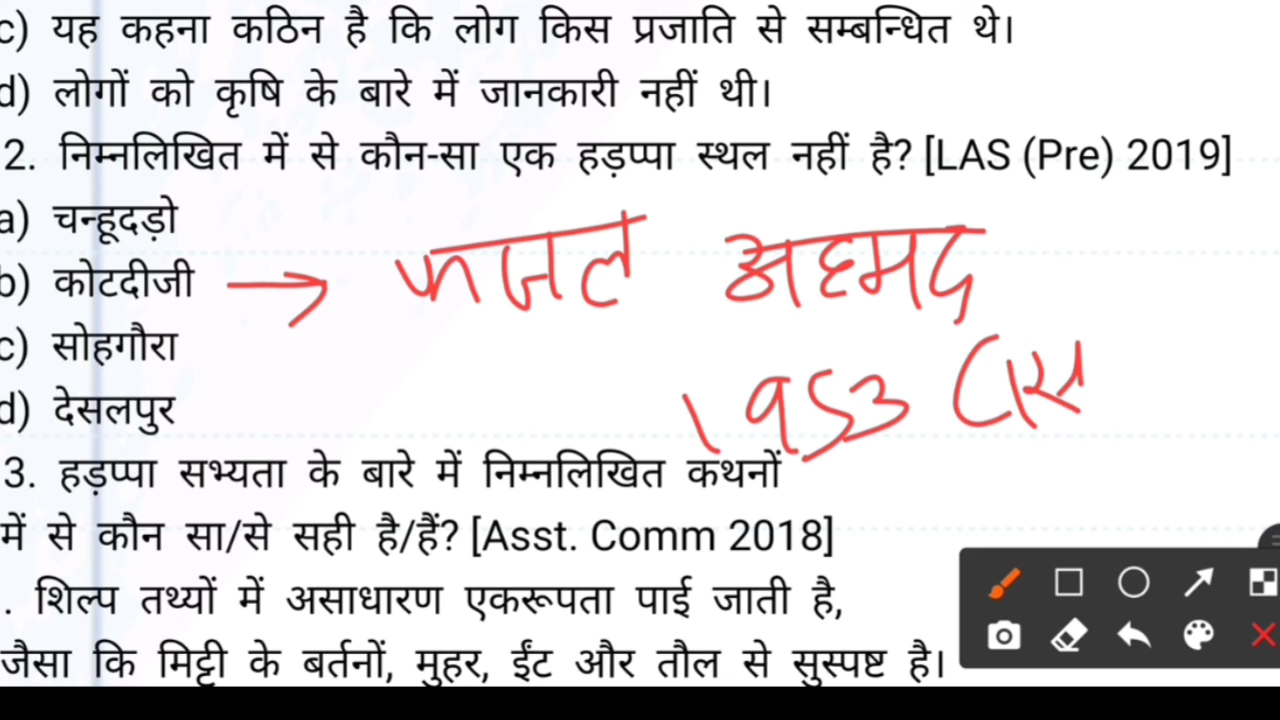 c) यह कहना कठिन है कि लोग किस प्रजाति से सम्बन्धित थे।
d) लोगों को कृषि के बारे में जानकारी नहीं थी।
2. निम्नलिखित में से कौन-सा एक हड़प्पा स्थल नहीं है? [LAS (Pre) 2019]
a) चन्हूदड़ो
b) कोटदीजी → फजल अहमद
c) सोहगौरा
1953
d) देसलपुर
3. हड़प्पा सभ्यता के बारे में निम्नलिखित कथनों
में से कौन सा/से सही है/हैं? [Asst. Comm 2018]
. शिल्प तथ्यों में असाधारण एकरूपता पाई जाती है,
जैसा कि मिट्टी के बर्तनों, मुहर, ईंट और तौल से सुस्पष्ट है।